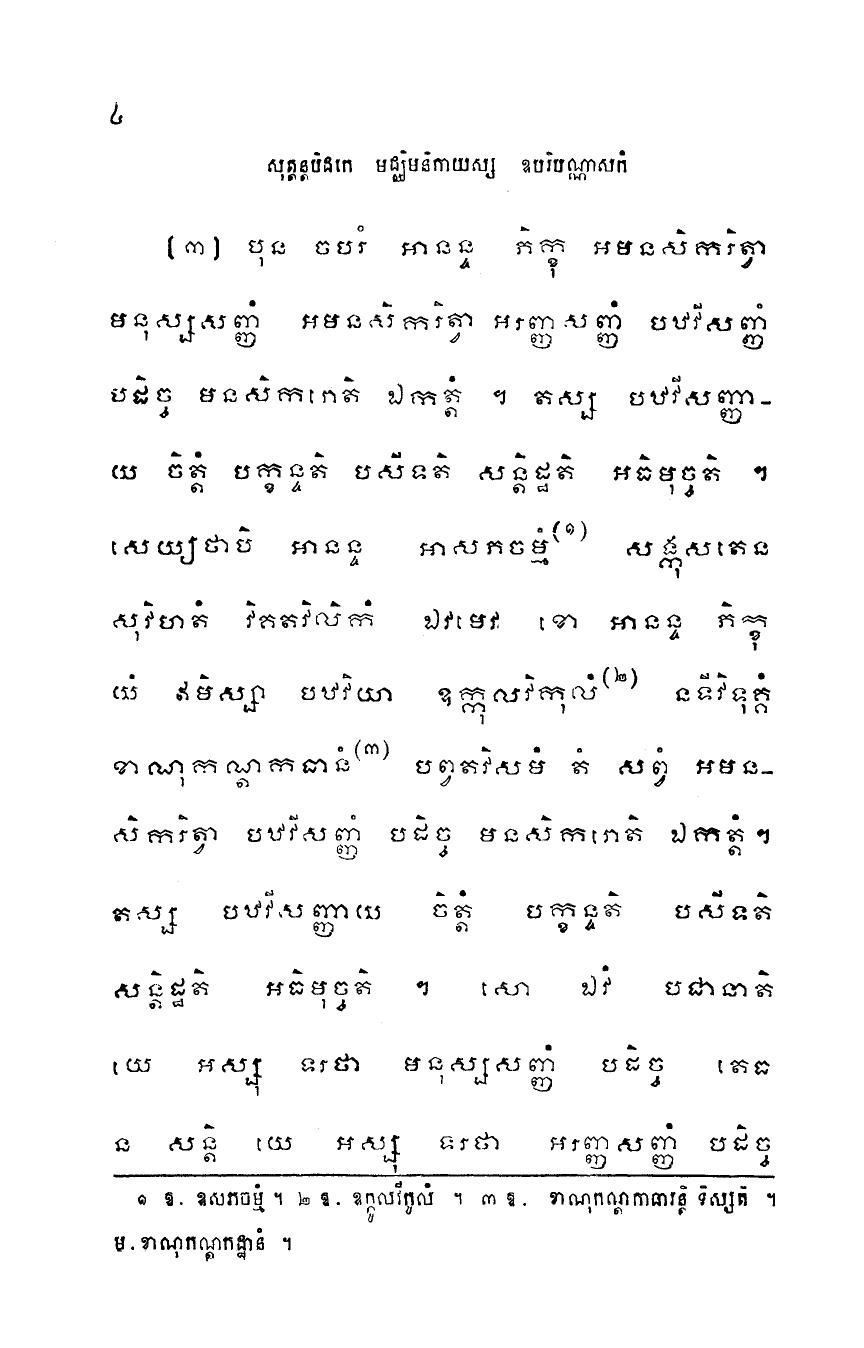 ៤
សុត្តន្តបិដកេ មជ្ឈិមនិកាយស្ស ឧបរិបណ្ណាសកំ
(៣) បុន ចបរំ អានន្ទ ភិក្ខុ អមនសិករិត្វា
មនុស្សសញ្ញំ អមនសិករិត្វា អរញ្ញសញ្ញំ បឋវីសញ្ញំ
បដិច្ច មនសិករោតិ ឯកត្តំ ។ តស្ស បឋវីសញ្ញា-
យ ចិត្តំ បក្ខន្ទតិ បសីទតិ សន្តិដ្ឋតិ អធិមុច្ចតិ ។
សេយ្យថាបិ អានន្ទ អាសភចម្មំ(១) សង្កុសតេន
សុវិហតំ វិគតវិលិកំ ឯវមេវ ខោ អានន្ទ ភិក្ខុ
យំ ឥមិស្សា បឋវិយា ឧក្កុលវិកុលំ(២) នទីវិទុគ្គំ
ខាណុកណ្តកធានំ(៣) បព្វតវិសមំ តំ សព្វំ អមន-
សិករិត្វា បឋវីសញ្ញំ បដិច្ច មនសិករោតិ ឯកត្តំ។
តស្ស បឋវីសញ្ញាយ ចិត្តំ បក្ខន្ទតិ បសីទតិ
សន្តិដ្ឋតិ អធិមុច្ចតិ ។ សោ ឯវំ បជានាតិ
យេ អស្សុ ទរថា មនុស្សសញ្ញំ បដិច្ច តេធ
ន សន្តិ យេ អស្សុ ទរថា អរញ្ញសញ្ញំ បដិច្ច
១ ឱ. ឧសភចម្មំ ។ ២ ឱ. ឧក្កូលវីកូលំ ។ ៣ ឱ. ខាណុកណ្តកាធារន្តិ ទិស្សតិ ។
ម. ខាណុកណ្តកដ្ឋានំ ។